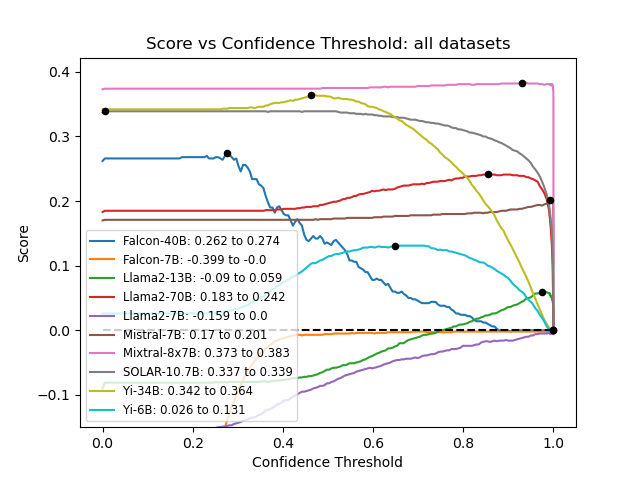 Score vs Confidence Threshold: all datasets
Score
0.4
0.3
0.2
0.1
0.0
−0.1
Falcon-40B: 0.262 to 0.274
Falcon-7B: -0.399 to -0.0
Llama2-13B: -0.09 to 0.059
Llama2-70B: 0.183 to 0.242
Llama2-7B: -0.159 to 0.0
Mistral-7B: 0.17 to 0.201
Mixtral-8x7B: 0.373 to 0.383
SOLAR-10.7B: 0.337 to 0.339
Yi-34B: 0.342 to 0.364
Yi-6B: 0.026 to 0.131
0.0 0.2 0.4 0.6 0.8 1.0
Confidence Threshold